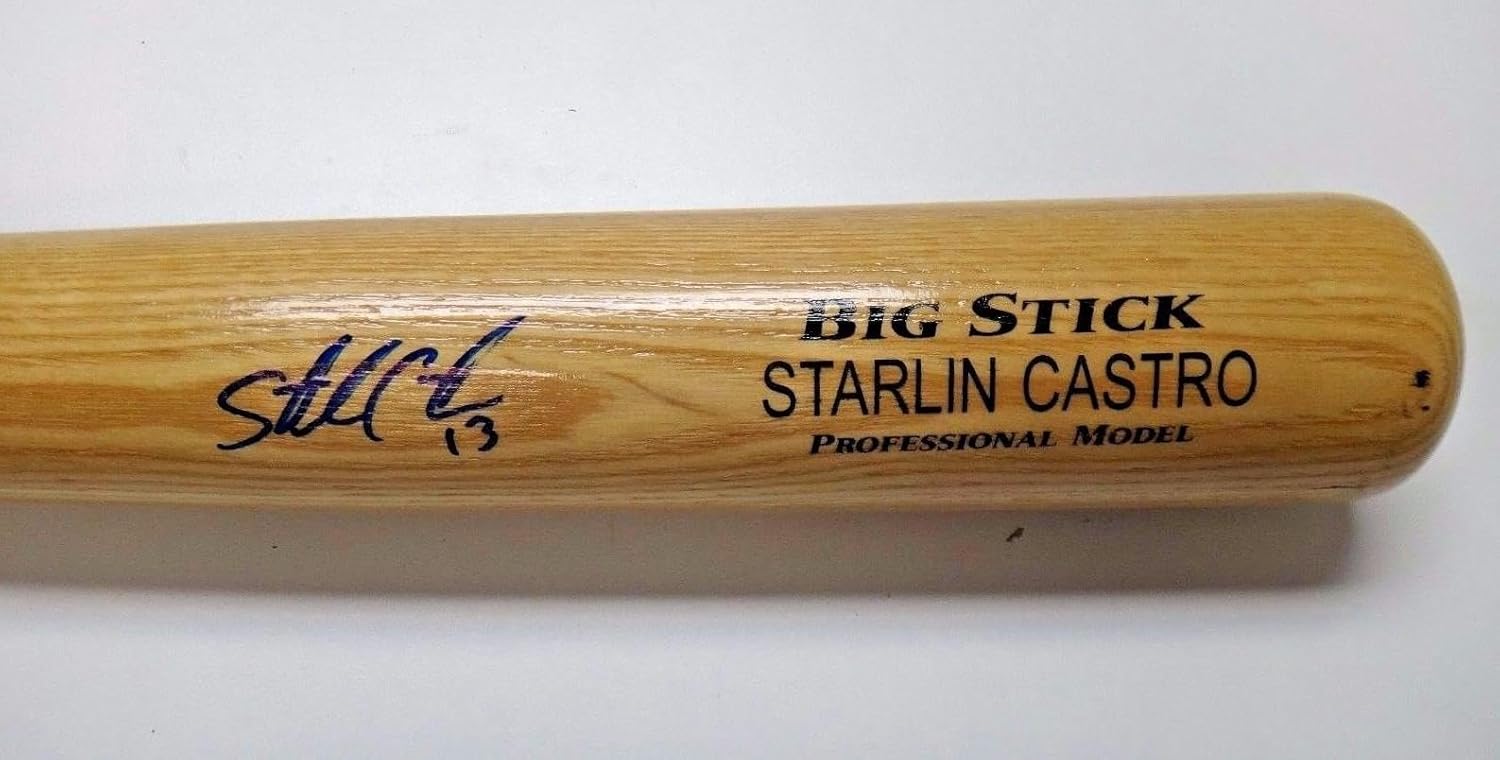 BIG STICK
STARLIN CASTRO
PROFESSIONAL MODEL
13